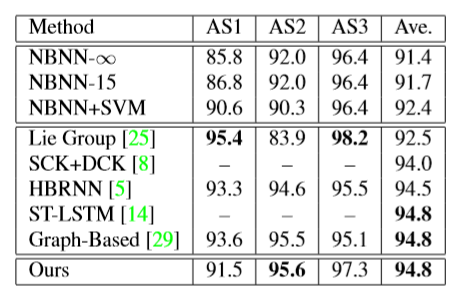 Method AS1 AS2 AS3 Ave.
NBNN-∞ 85.8 92.0 96.4 91.4
NBNN-15 86.8 92.0 96.4 91.7
NBNN+SVM 90.6 90.3 96.4 92.4
Lie Group [25] 95.4 83.9 98.2 92.5
SCK+DCK [8] – – 94.0
HBRNN [5] 93.3 94.6 95.5 94.5
ST-LSTM [14] – – 94.8
Graph-Based [29] 93.6 95.5 95.1 94.8
Ours 91.5 95.6 97.3 94.8